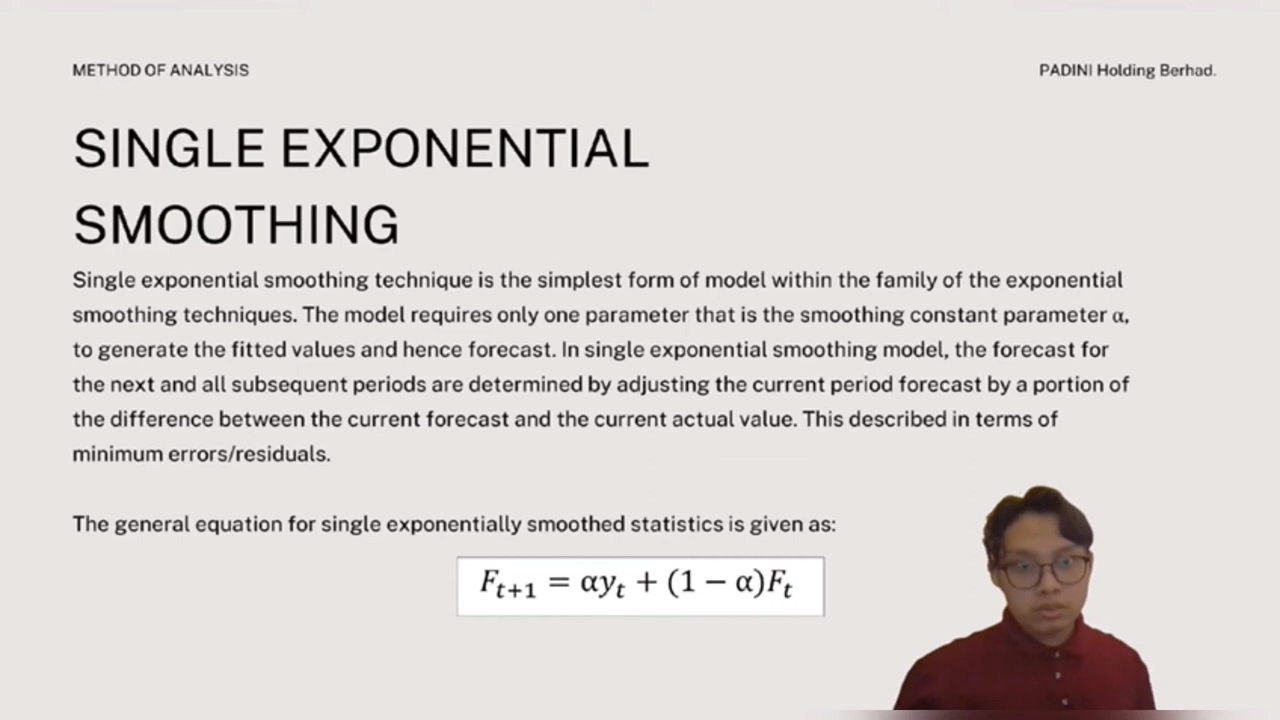 METHOD OF ANALYSIS
PADINI Holding Berhad.
SINGLE EXPONENTIAL
SMOOTHING
Single exponential smoothing technique is the simplest form of model within the family of the exponential
smoothing techniques. The model requires only one parameter that is the smoothing constant parameter α,
to generate the fitted values and hence forecast. In single exponential smoothing model, the forecast for
the next and all subsequent periods are determined by adjusting the current period forecast by a portion of
the difference between the current forecast and the current actual value. This described in terms of
minimum errors/residuals.
The general equation for single exponentially smoothed statistics is given as:
Fₜ₊₁ = αyₜ + (1 − α)Fₜ